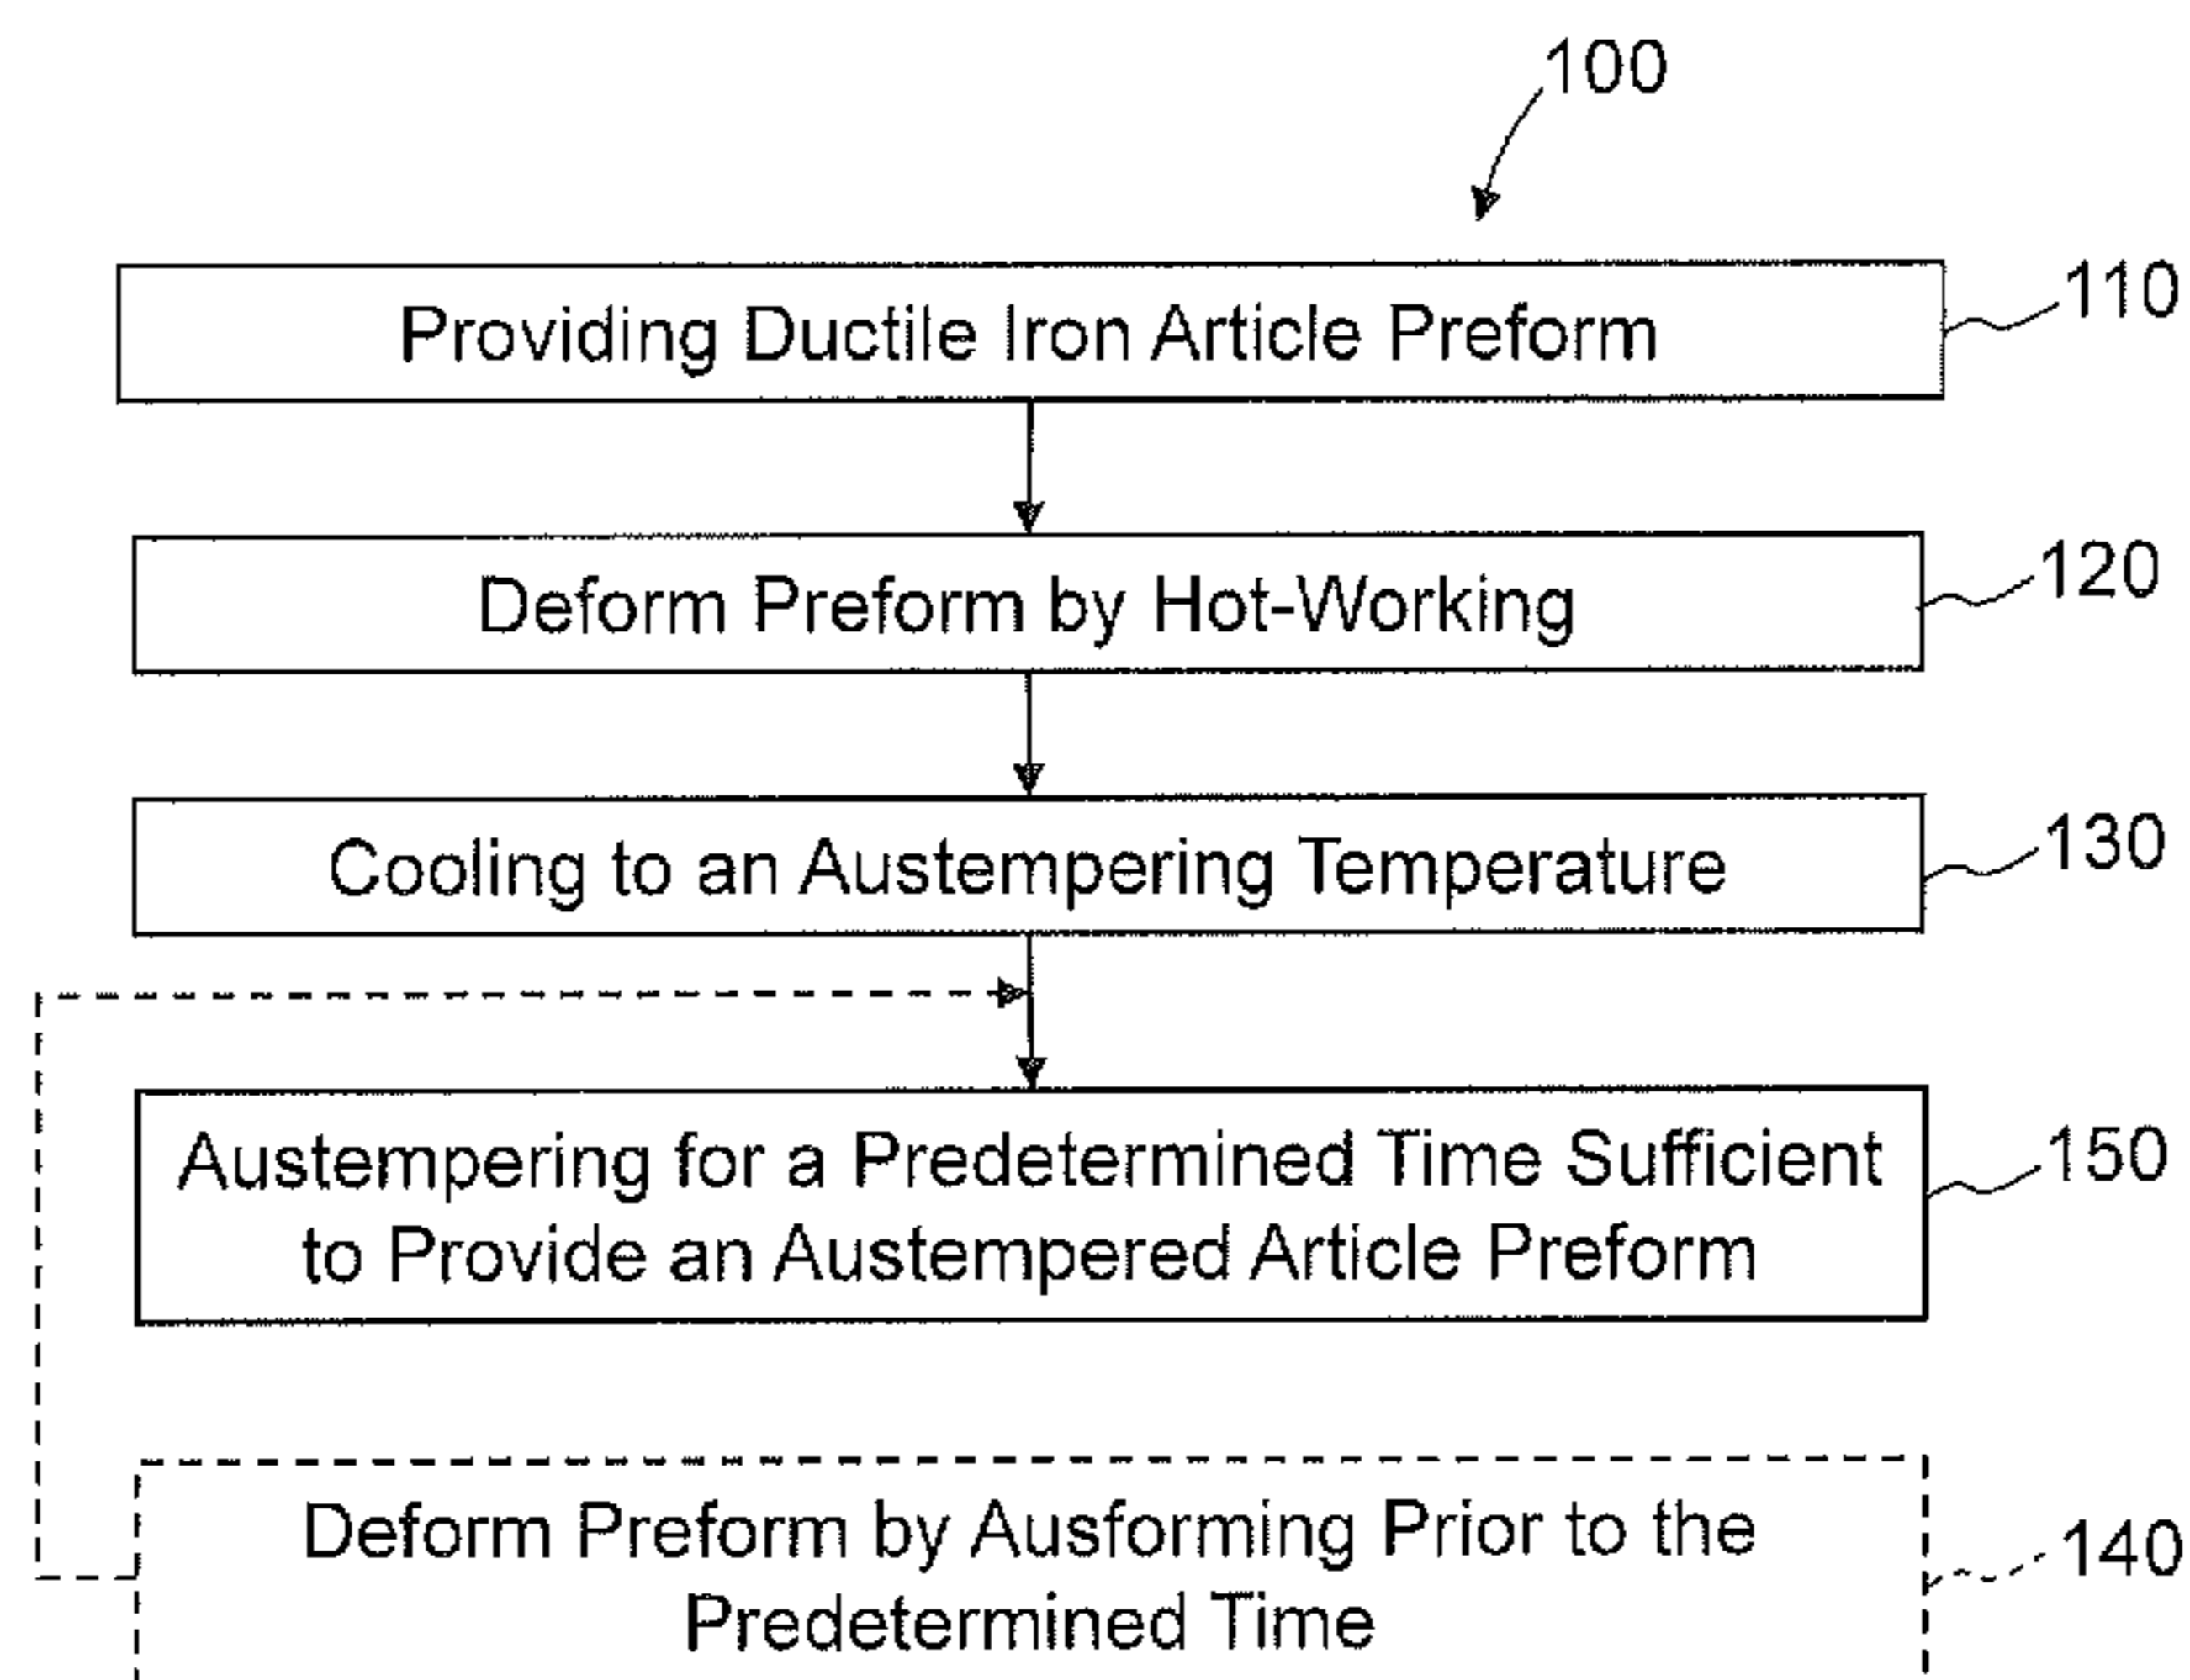 100
Providing Ductile Iron Article Preform
110
Deform Preform by Hot-Working
120
Cooling to an Austempering Temperature
130
Austempering for a Predetermined Time Sufficient
to Provide an Austempered Article Preform
150
Deform Preform by Ausforming Prior to the
Predetermined Time
140